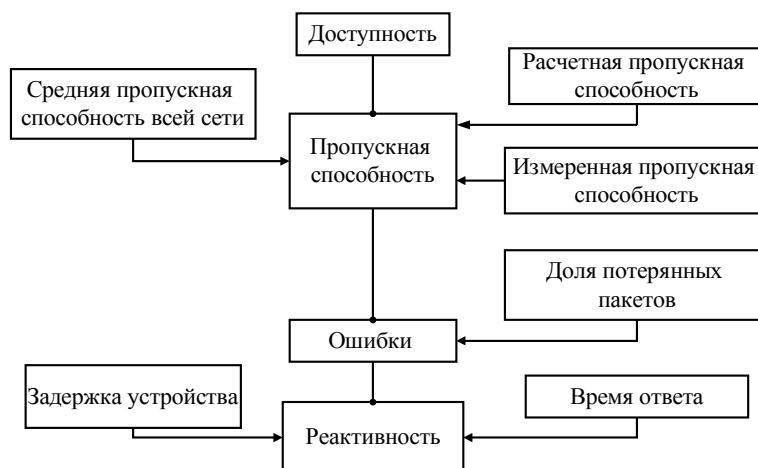 Доступность
Расчетная пропускная
способность
Средняя пропускная
способность всей сети
Пропускная
способность
Измеренная пропускная
способность
Доля потерянных
пакетов
Ошибки
Задержка устройства
Время ответа
Реактивность